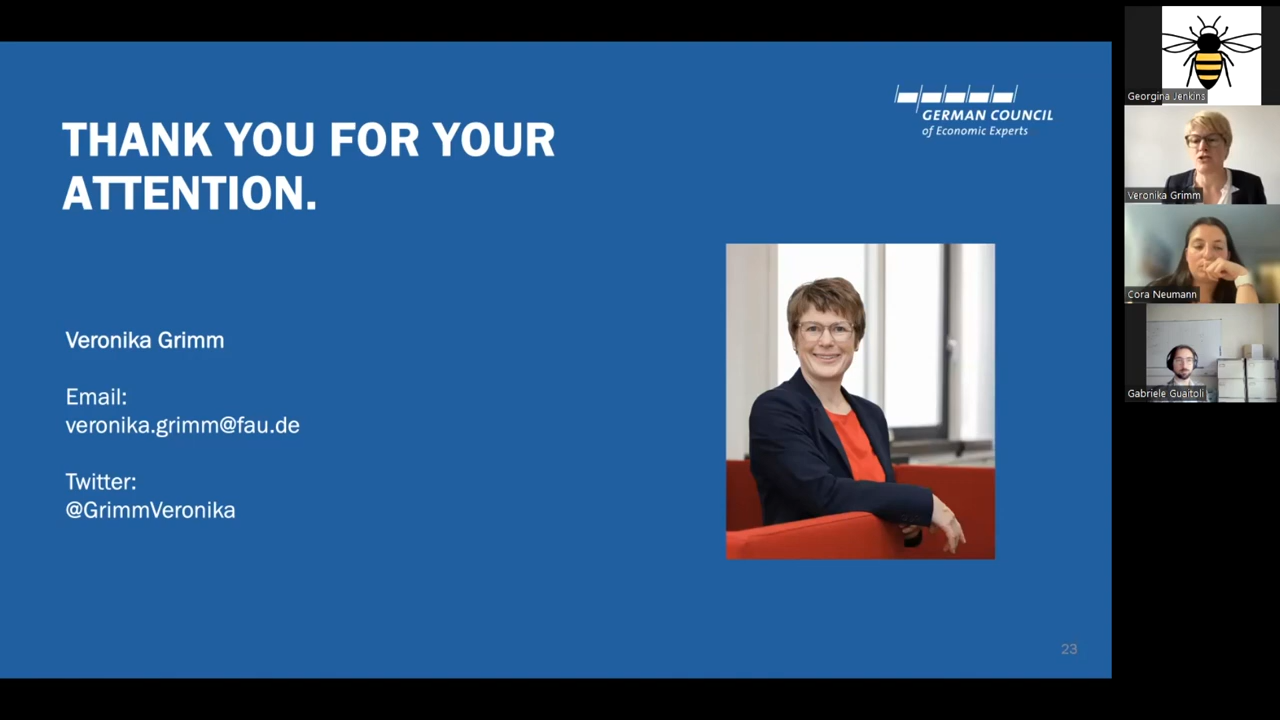 THANK YOU FOR YOUR
ATTENTION.
GERMAN COUNCIL
of Economic Experts
Veronika Grimm
Email:
veronika.grimm@fau.de
Twitter:
@GrimmVeronika
23
Georgina Jenkins
Veronika Grimm
Cora Neumann
Gabriele Guaitoli